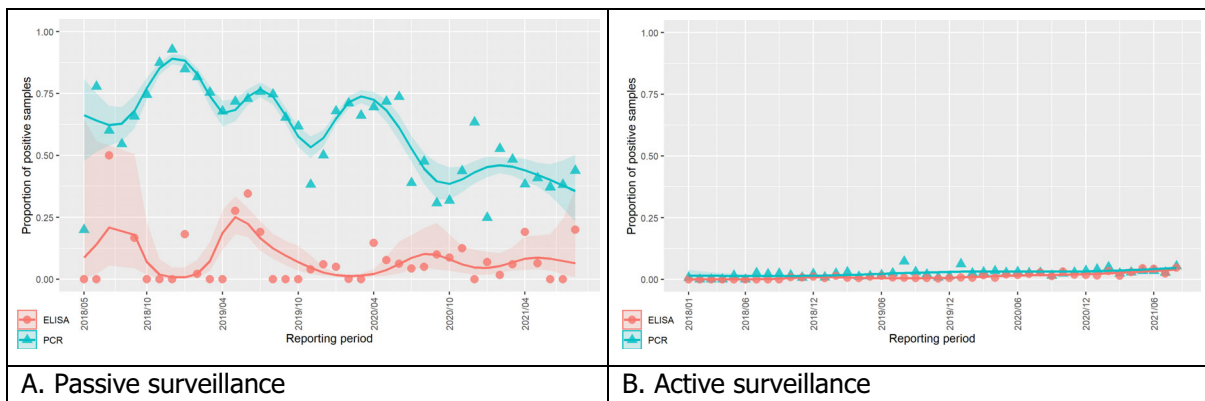 1.00
0.75
0.50
0.25
0.00
Proportion of positive samples
2018/05
2018/10
2019/04
2019/10
2020/04
2020/10
2021/04
Reporting period
ELISA
PCR
A. Passive surveillance
1.00
0.75
0.50
0.25
0.00
Proportion of positive samples
2018/01
2018/06
2018/12
2019/06
2019/12
2020/06
2020/12
2021/06
Reporting period
ELISA
PCR
B. Active surveillance